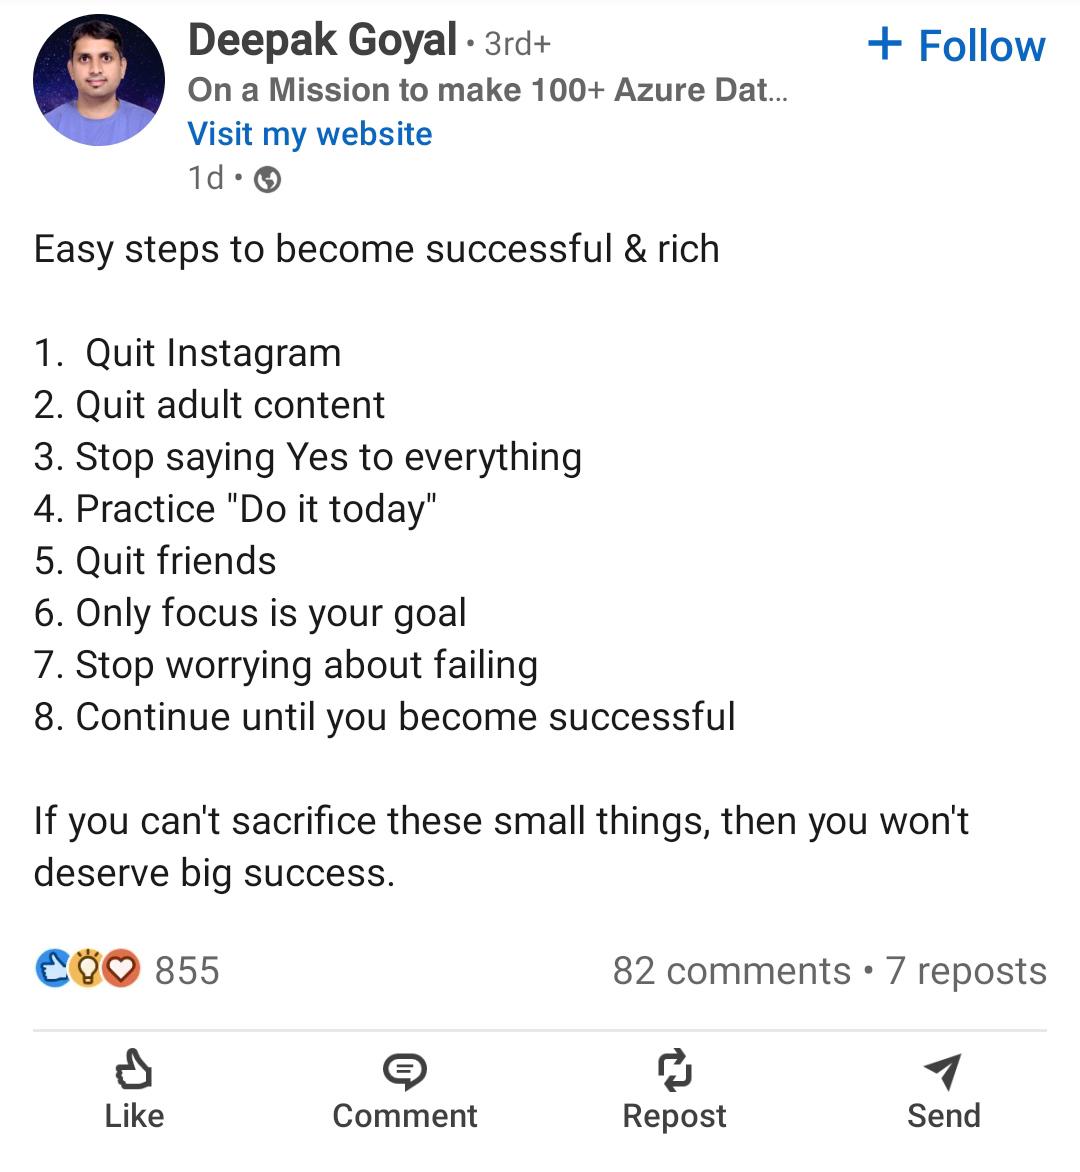 Deepak Goyal • 3rd+
+ Follow
On a Mission to make 100+ Azure Dat...
Visit my website
1d •
Easy steps to become successful & rich
1.  Quit Instagram
2. Quit adult content
3. Stop saying Yes to everything
4. Practice "Do it today"
5. Quit friends
6. Only focus is your goal
7. Stop worrying about failing
8. Continue until you become successful
If you can't sacrifice these small things, then you won't
deserve big success.
855
82 comments • 7 reposts
Like
Comment
Repost
Send